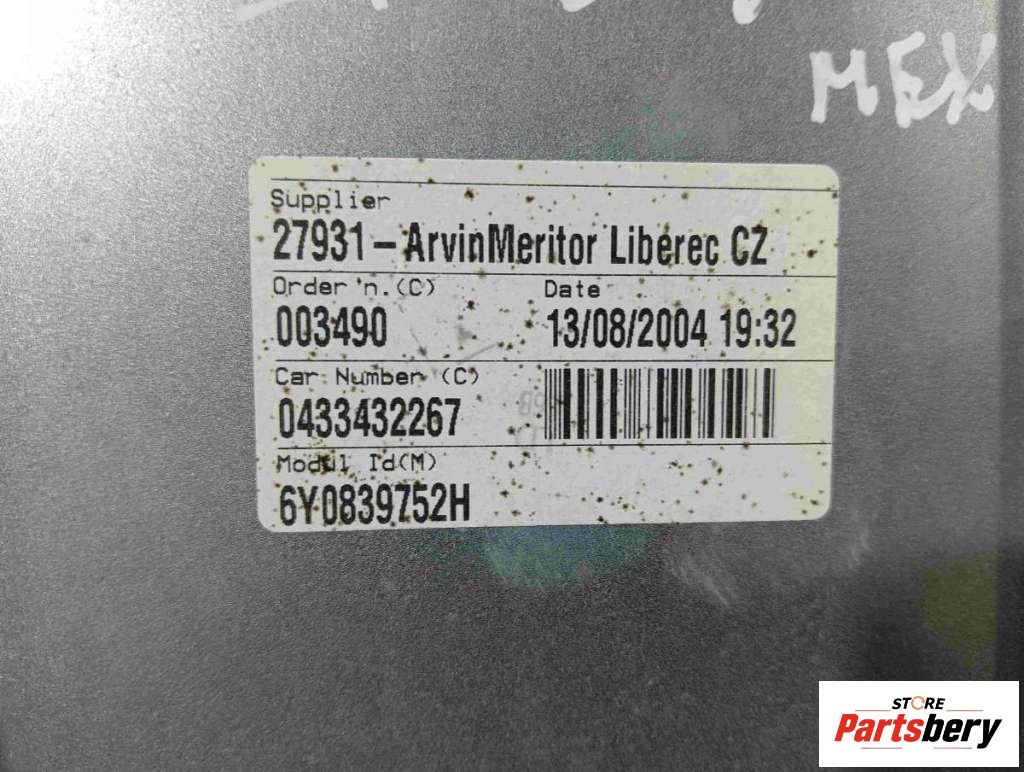 МЕХ
Supplier
27931-ArvinMeritor Liberec CZ
Order n.(C) Date
003490 13/08/2004 19:32
Car Number (C)
0433432267
Modul Id(M)
6Y0839752H
STORE
Partsbery